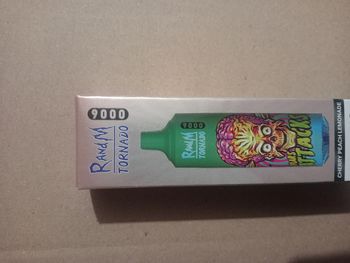 9000
RandM
TORNADO
9000
RandM
TORNADO
ATTACKS
CHERRY PEACH LEMONADE